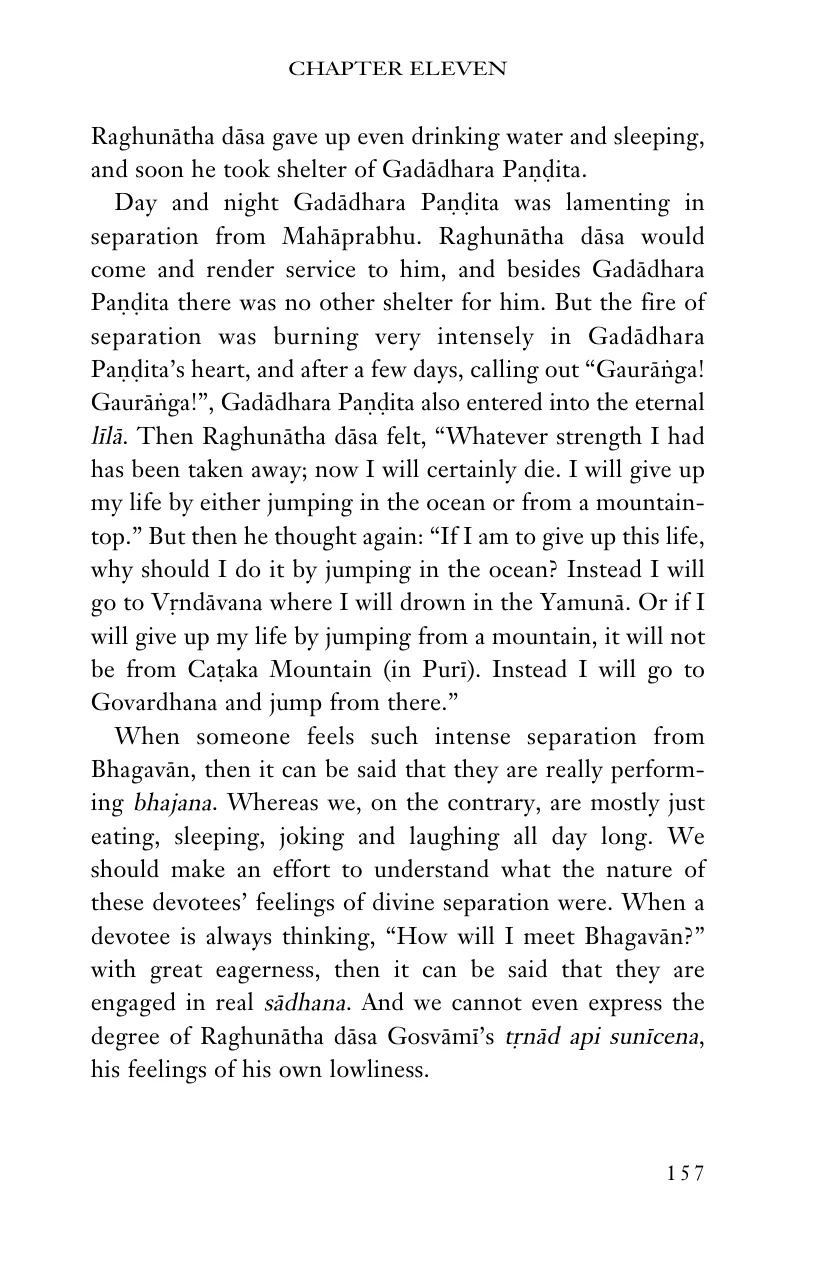 CHAPTER ELEVEN
Raghunātha dāsa gave up even drinking water and sleeping,
and soon he took shelter of Gadādhara Paṇḍita.
Day and night Gadādhara Paṇḍita was lamenting in
separation from Mahāprabhu. Raghunātha dāsa would
come and render service to him, and besides Gadādhara
Paṇḍita there was no other shelter for him. But the fire of
separation was burning very intensely in Gadādhara
Paṇḍita’s heart, and after a few days, calling out “Gaurāṅga!
Gaurāṅga!”, Gadādhara Paṇḍita also entered into the eternal
līlā. Then Raghunātha dāsa felt, “Whatever strength I had
has been taken away; now I will certainly die. I will give up
my life by either jumping in the ocean or from a mountain-
top.” But then he thought again: “If I am to give up this life,
why should I do it by jumping in the ocean? Instead I will
go to Vṛndāvana where I will drown in the Yamunā. Or if I
will give up my life by jumping from a mountain, it will not
be from Caṭaka Mountain (in Purī). Instead I will go to
Govardhana and jump from there.”
When someone feels such intense separation from
Bhagavān, then it can be said that they are really perform-
ing bhajana. Whereas we, on the contrary, are mostly just
eating, sleeping, joking and laughing all day long. We
should make an effort to understand what the nature of
these devotees’ feelings of divine separation were. When a
devotee is always thinking, “How will I meet Bhagavān?”
with great eagerness, then it can be said that they are
engaged in real sādhana. And we cannot even express the
degree of Raghunātha dāsa Gosvāmī’s tṛnād api sunīcena,
his feelings of his own lowliness.
157